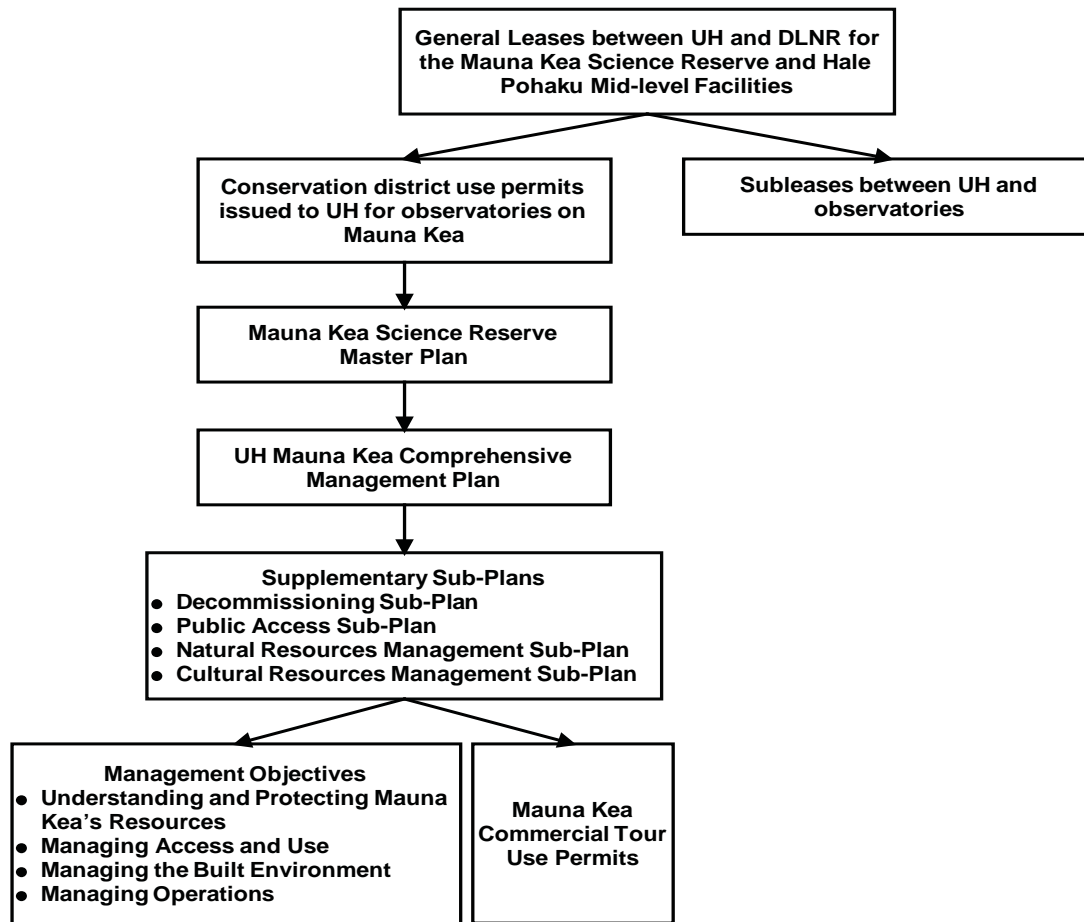 General Leases between UH and DLNR for
the Mauna Kea Science Reserve and Hale
Pohaku Mid-level Facilities
Conservation district use permits
issued to UH for observatories on
Mauna Kea
Subleases between UH and
observatories
Mauna Kea Science Reserve
Master Plan
UH Mauna Kea Comprehensive
Management Plan
Supplementary Sub-Plans
● Decommissioning Sub-Plan
● Public Access Sub-Plan
● Natural Resources Management Sub-Plan
● Cultural Resources Management Sub-Plan
Management Objectives
● Understanding and Protecting Mauna
Kea’s Resources
● Managing Access and Use
● Managing the Built Environment
● Managing Operations
Mauna Kea
Commercial Tour
Use Permits